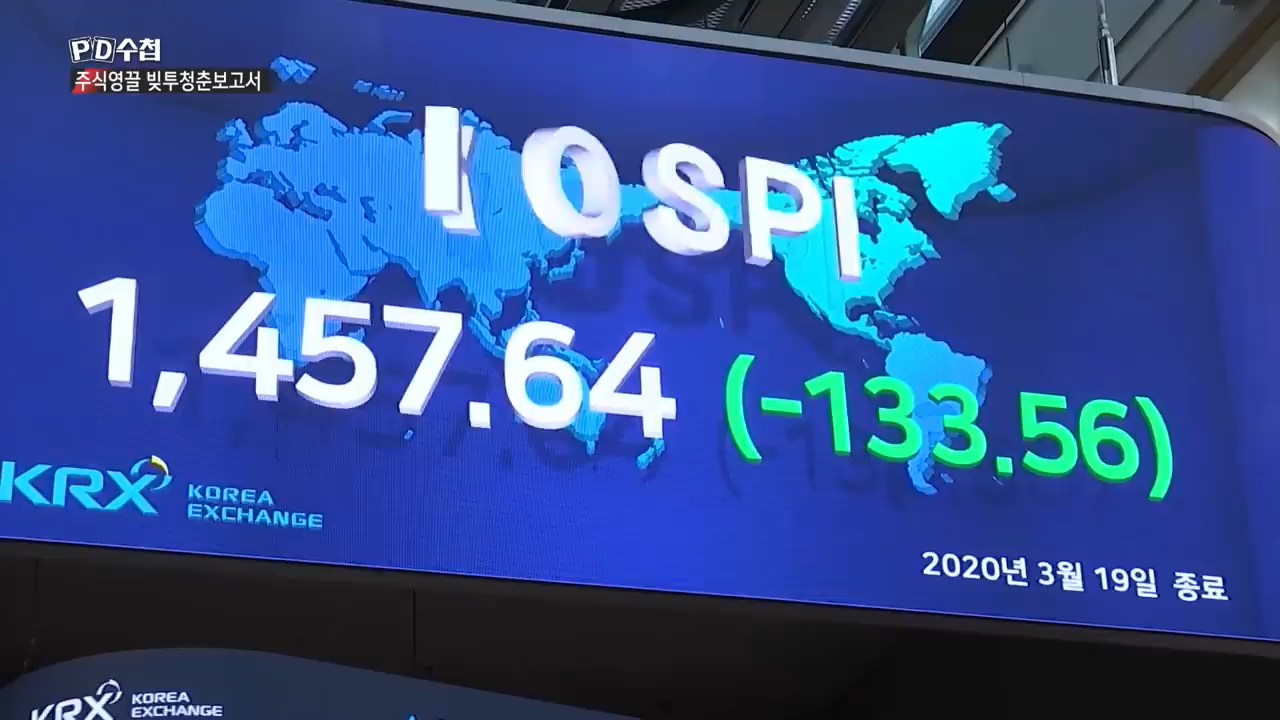 PD수첩
주식영끌 빚투청춘보고서
KOSPI
1,457.64 (-133.56)
KRX KOREA
EXCHANGE
2020년 3월 19일 종료
KRX KOREA
EXCHANGE